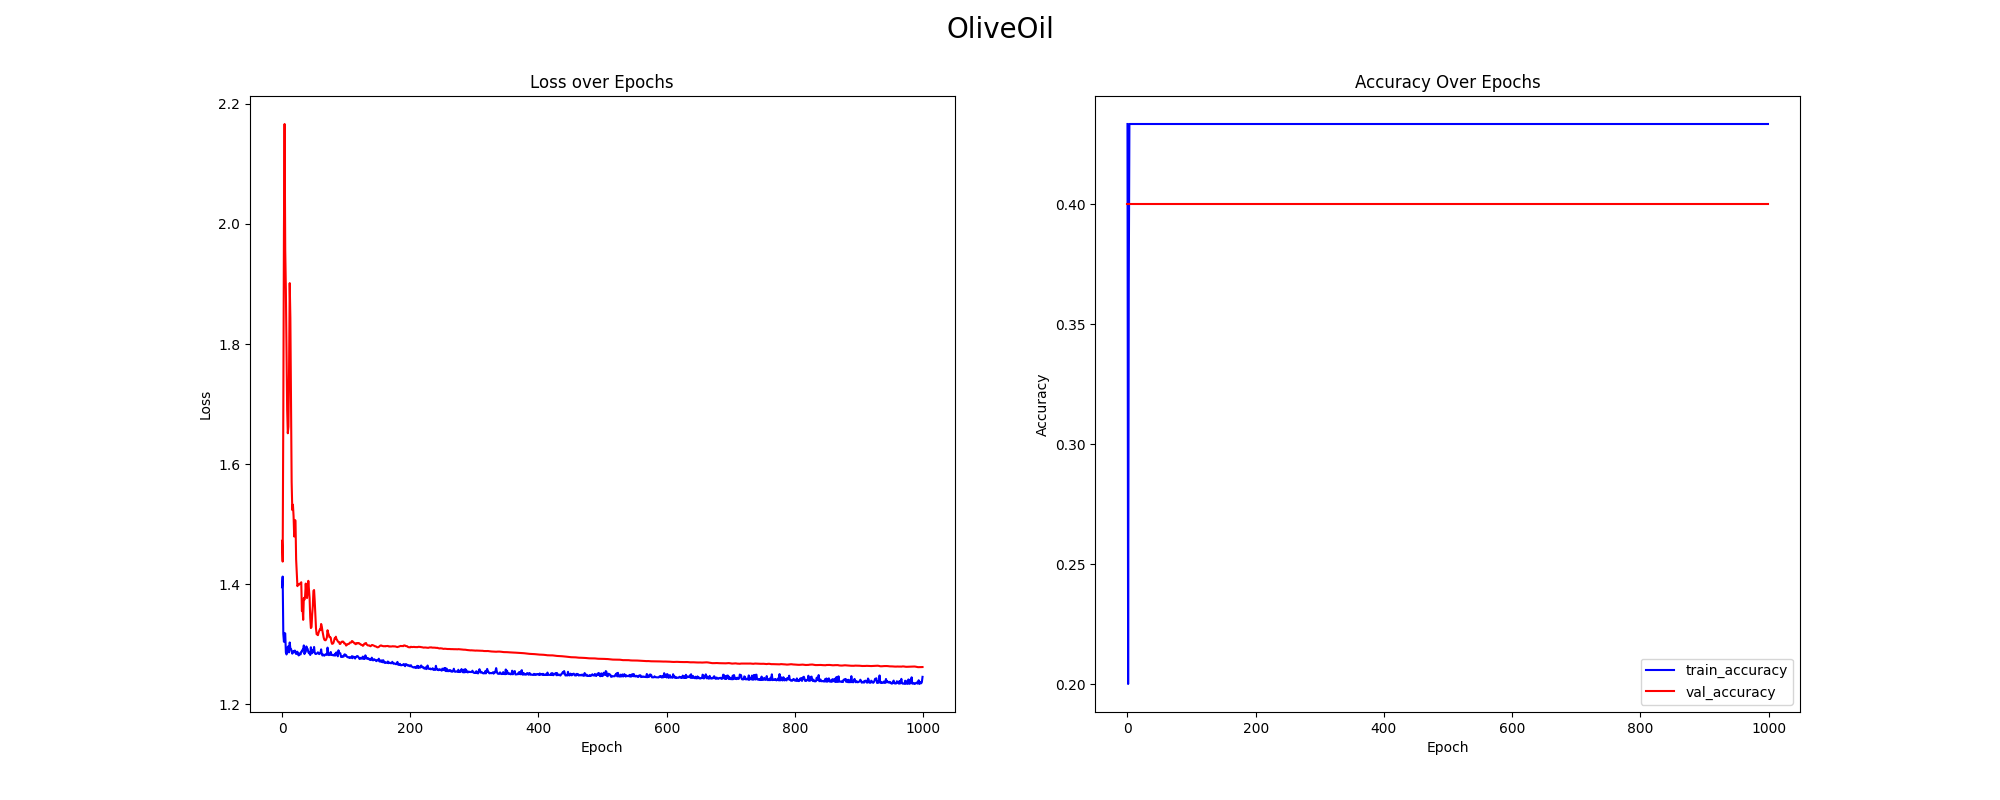 OliveOil
Loss over Epochs
2.2
2.0
1.8
1.6
1.4
1.2
Loss
0 200 400 600 800 1000
Epoch
Accuracy Over Epochs
0.40
0.35
0.30
0.25
0.20
Accuracy
train_accuracy
val_accuracy
0 200 400 600 800 1000
Epoch